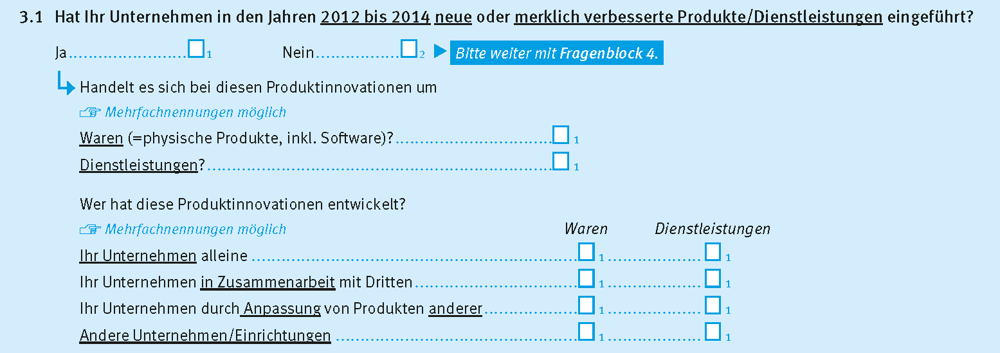 3.1 Hat Ihr Unternehmen in den Jahren 2012 bis 2014 neue oder merklich verbesserte Produkte/Dienstleistungen eingeführt?
Ja........................☐ 1 Nein.................☐ 2 ▶ Bitte weiter mit Fragenblock 4.
Handelt es sich bei diesen Produktinnovationen um
☞ Mehrfachnennungen möglich
Waren (=physische Produkte, inkl. Software)?................................☐ 1
Dienstleistungen?......................................................................☐ 1
Wer hat diese Produktinnovationen entwickelt?
☞ Mehrfachnennungen möglich Waren Dienstleistungen
Ihr Unternehmen alleine ..................................................................☐ 1 ...................☐ 1
Ihr Unternehmen in Zusammenarbeit mit Dritten.................................☐ 1 ...................☐ 1
Ihr Unternehmen durch Anpassung von Produkten anderer...................☐ 1 ...................☐ 1
Andere Unternehmen/Einrichtungen .................................................☐ 1 ...................☐ 1